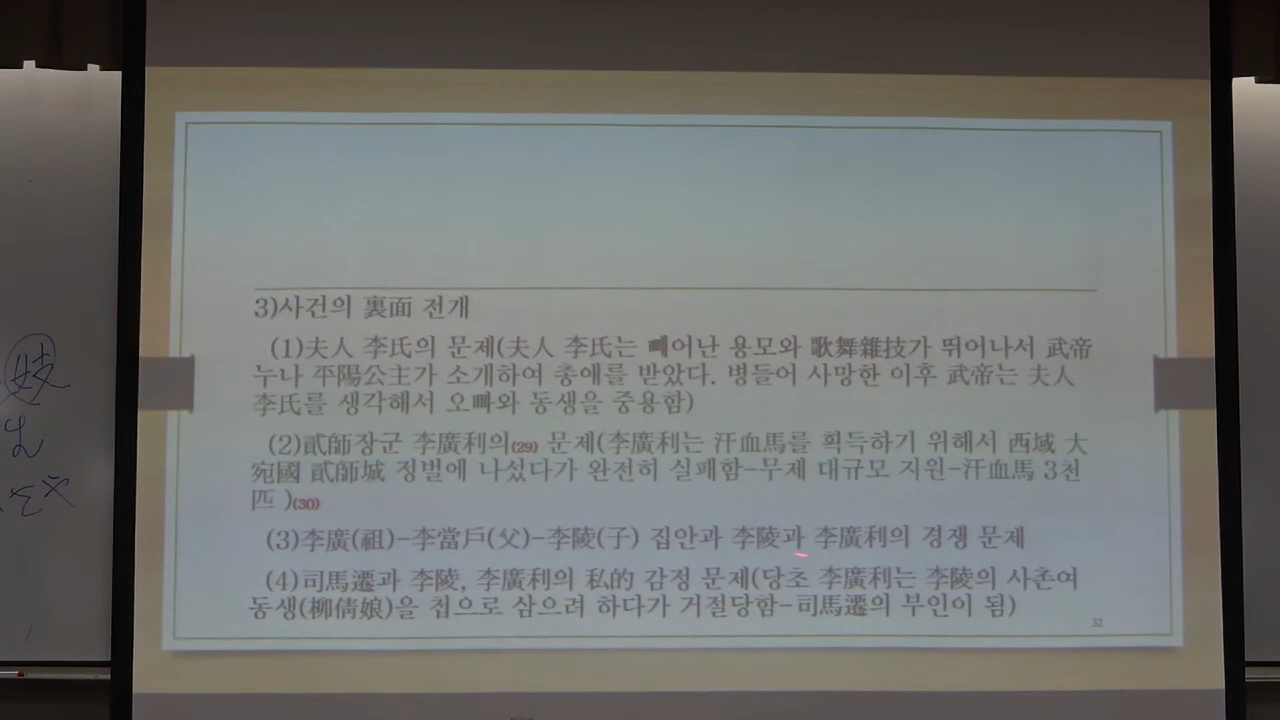 3)사건의 裏面 전개
(1)夫人 李氏의 문제(夫人 李氏는 빼어난 용모와 歌舞雜技가 뛰어나서 武帝
누나 平陽公主가 소개하여 총애를 받았다. 병들어 사망한 이후 武帝는 夫人
李氏를 생각해서 오빠와 동생을 중용함)
(2)貳師장군 李廣利의(29) 문제(李廣利는 汗血馬를 획득하기 위해서 西域 大
宛國 貳師城 정벌에 나섰다가 완전히 실패함-무제 대규모 지원-汗血馬 3천
匹 )(30)
(3)李廣(祖)-李當戶(父)-李陵(子) 집안과 李陵과 李廣利의 경쟁 문제
(4)司馬遷과 李陵, 李廣利의 私的 감정 문제(당초 李廣利는 李陵의 사촌여
동생(柳倩娘)을 첩으로 삼으려 하다가 거절당함-司馬遷의 부인이 됨)
32
妓